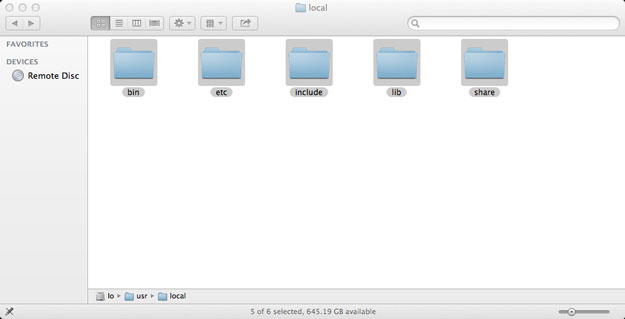 local
FAVORITES
DEVICES
Remote Disc
bin
etc
include
lib
share
lo ▸ usr ▸ local
5 of 6 selected, 645.19 GB available